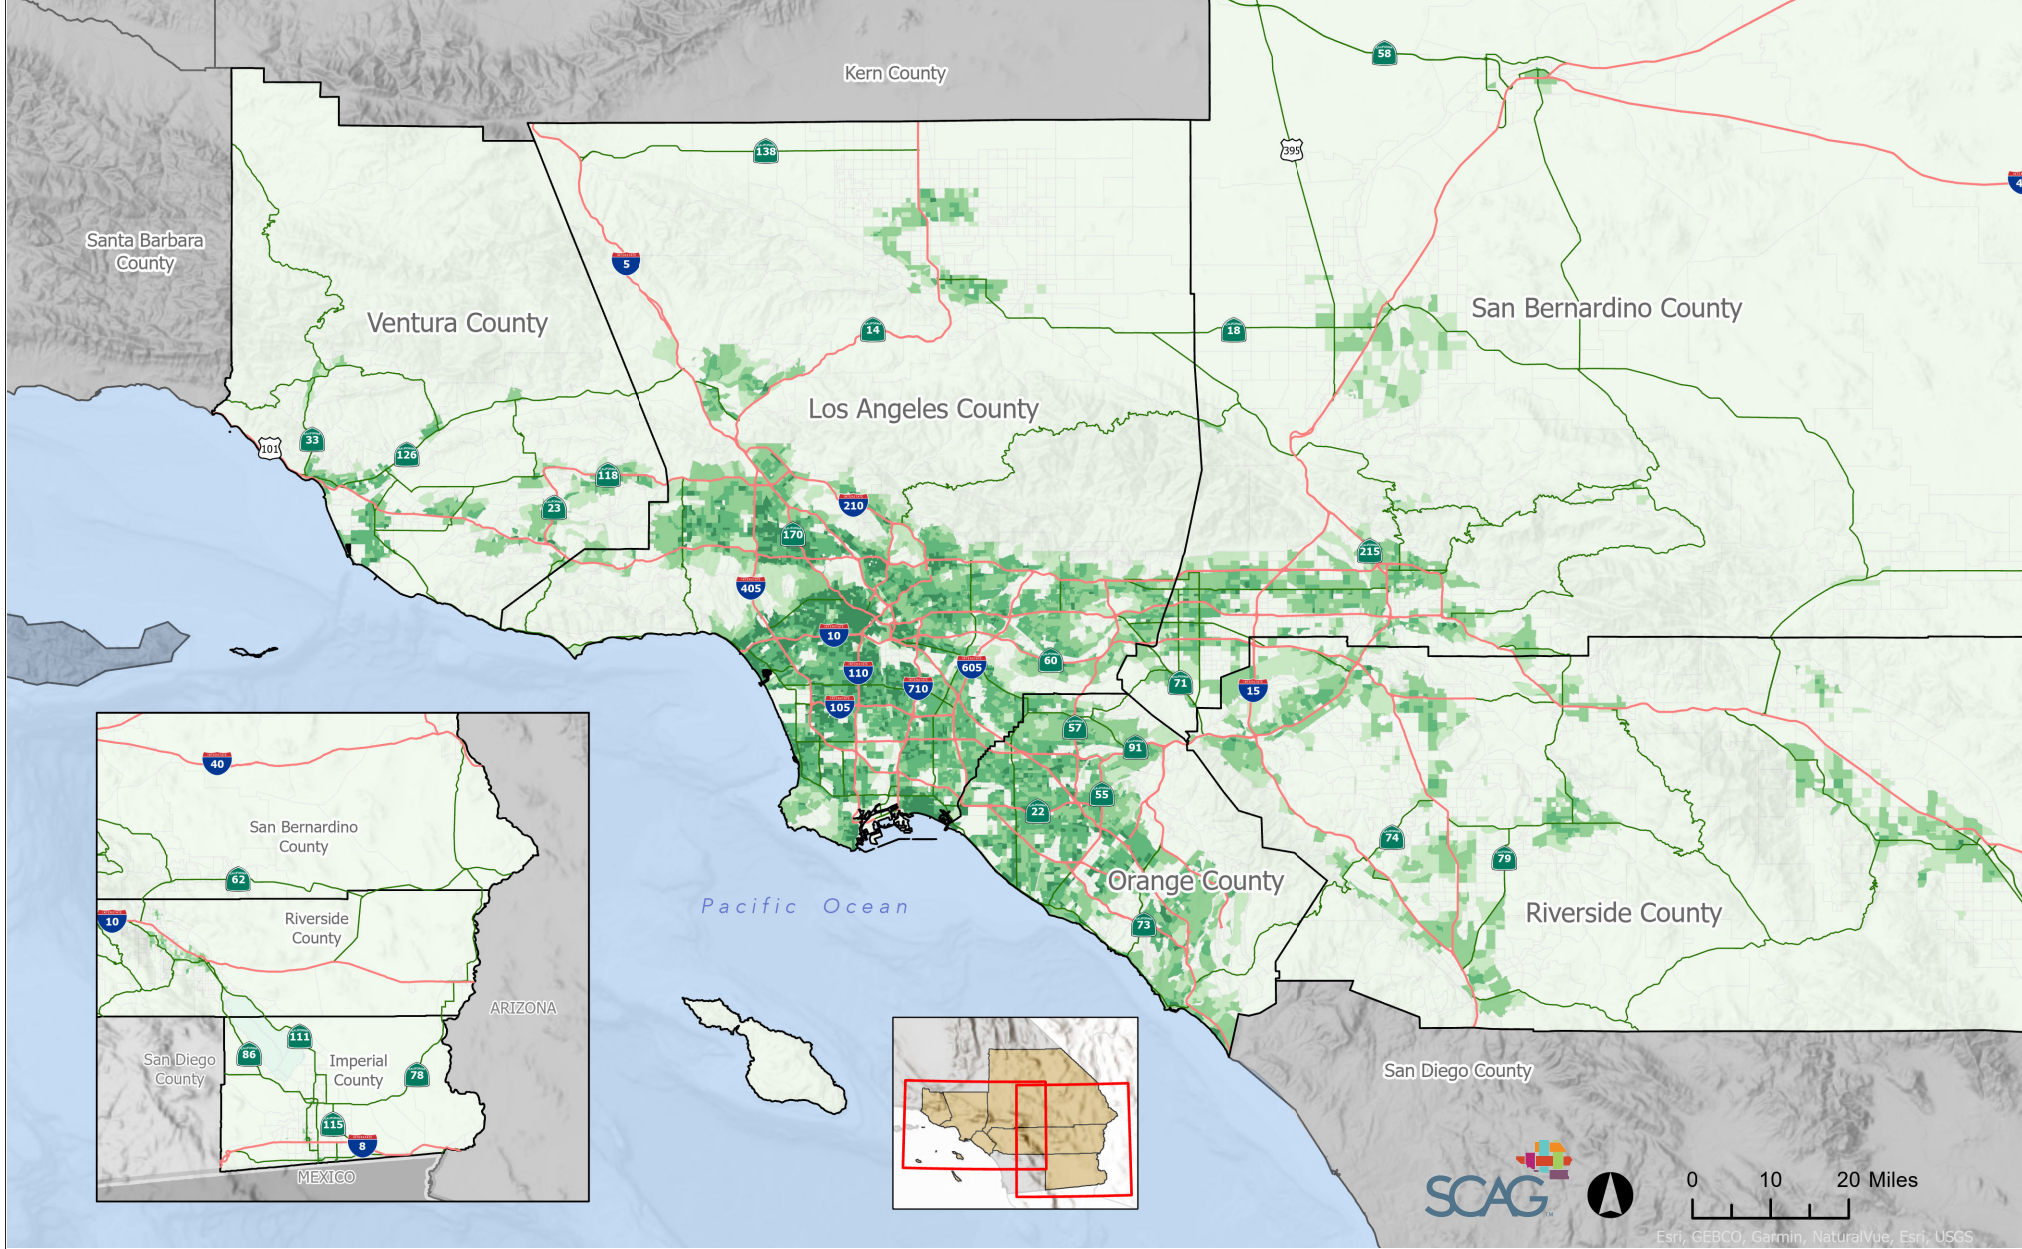 Kern County
58
138
395
4
Santa Barbara
County
5
Ventura County
San Bernardino County
14
18
Los Angeles County
33
101
126
118
23
210
170
215
405
10
60
605
110
71
710
15
105
57
91
55
22
74
79
Orange County
Riverside County
73
Pacific Ocean
40
San Bernardino
County
62
Riverside
County
10
ARIZONA
111
86
San Diego
County
Imperial
County
78
115
8
MEXICO
San Diego County
SCAG
TM
0 10 20 Miles
Esri, GEBCO, Garmin, NaturalVue, Esri, USGS